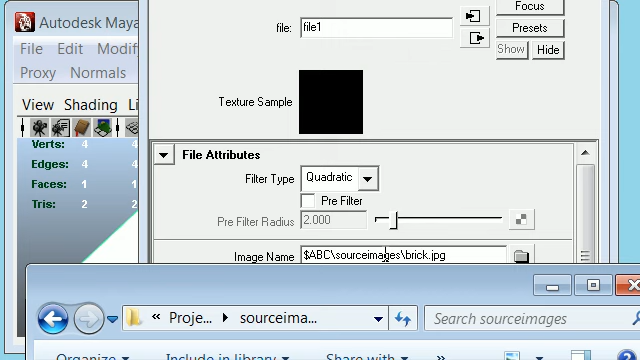 Autodesk Maya
File Edit Modify
Proxy Normals
View Shading Li
Verts: 4 4
Edges: 4 4
Faces: 1 1
Tris: 2 2
Focus
file: file1
Presets
Show Hide
Texture Sample
File Attributes
Filter Type Quadratic
Pre Filter
Pre Filter Radius 2.000
Image Name $ABC\sourceimages\brick.jpg
« Proje... sourceima... Search sourceimages
Organize Include in library Share with